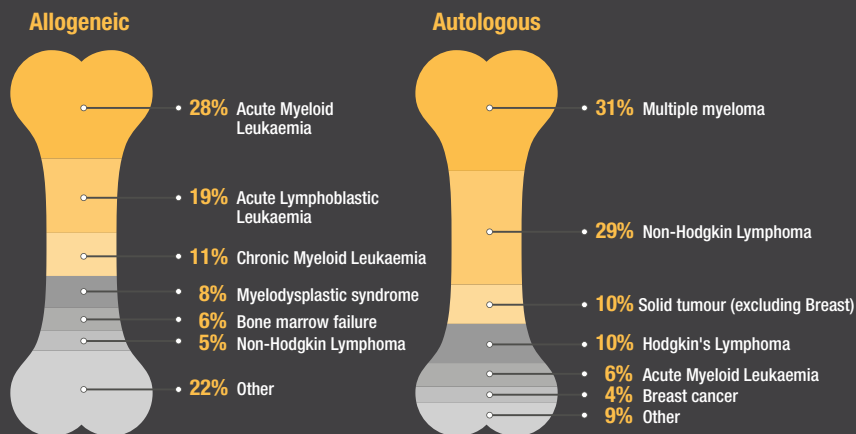 Allogeneic
28% Acute Myeloid
Leukaemia
19% Acute Lymphoblastic
Leukaemia
11% Chronic Myeloid Leukaemia
8% Myelodysplastic syndrome
6% Bone marrow failure
5% Non-Hodgkin Lymphoma
22% Other
Autologous
31% Multiple myeloma
29% Non-Hodgkin Lymphoma
10% Solid tumour (excluding Breast)
10% Hodgkin's Lymphoma
6% Acute Myeloid Leukaemia
4% Breast cancer
9% Other